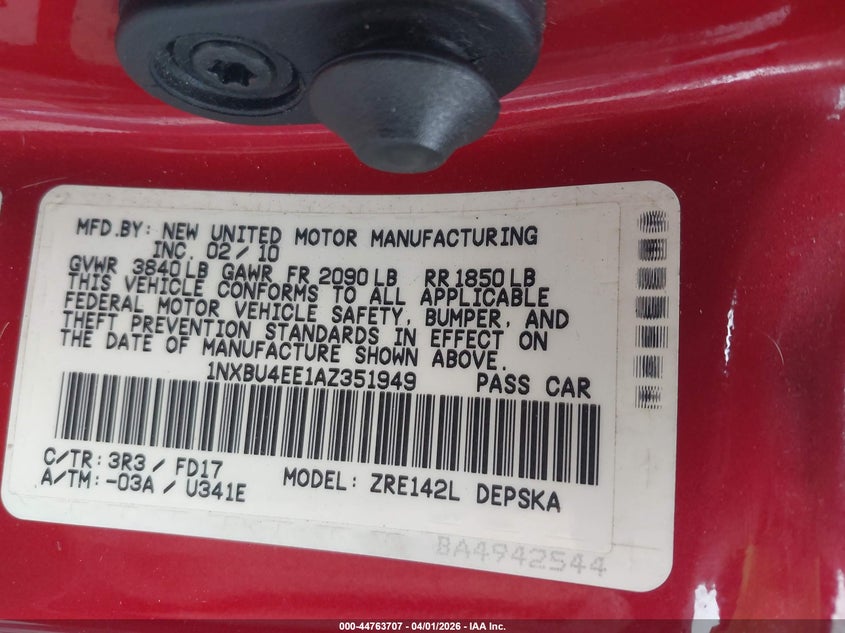 MFD.BY: NEW UNITED MOTOR MANUFACTURING
INC. 02/10
GVWR 3840 LB GAWR FR 2090 LB RR 1850 LB
THIS VEHICLE CONFORMS TO ALL APPLICABLE
FEDERAL MOTOR VEHICLE SAFETY, BUMPER, AND
THEFT PREVENTION STANDARDS IN EFFECT ON
THE DATE OF MANUFACTURE SHOWN ABOVE.
1NXBU4EE1AZ351949 PASS CAR
C/TR: 3R3 / FD17
A/TM: -03A / U341E
MODEL: ZRE142L DEPSKA
BA4942544
000-44763707 - 04/01/2026 - IAA Inc.